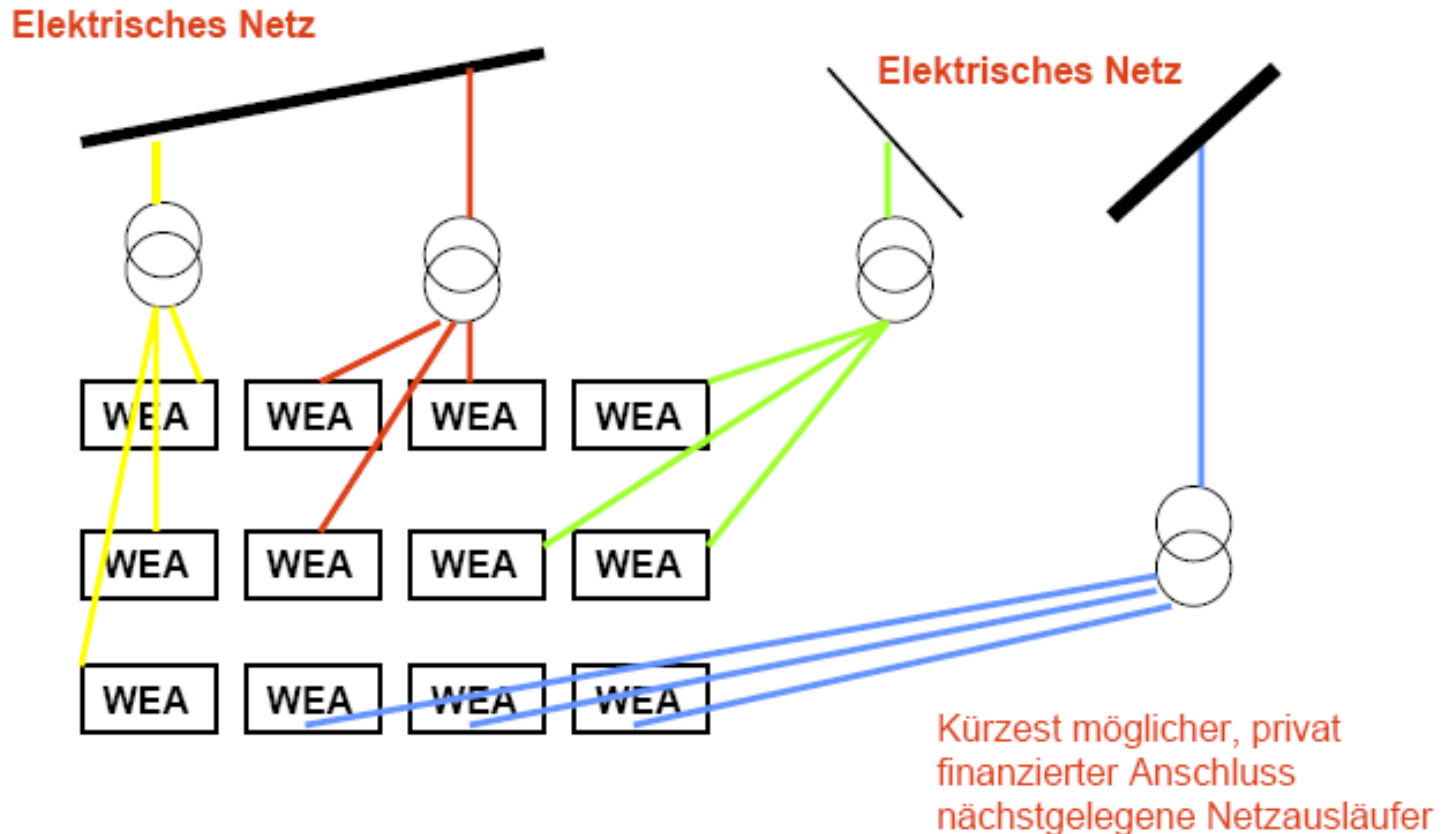 Elektrisches Netz
Elektrisches Netz
WEA WEA WEA WEA
WEA WEA WEA WEA
WEA WEA WEA WEA
Kürzest möglicher, privat
finanzierter Anschluss
nächstgelegene Netzausläufer